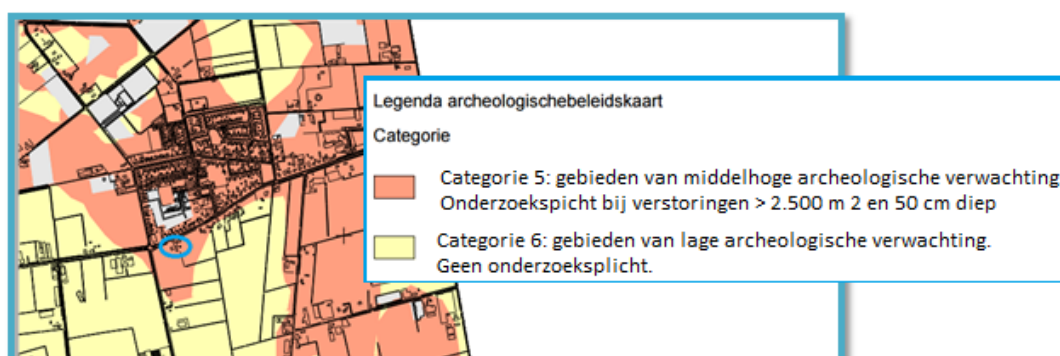 Legenda archeologischebeleidskaart
Categorie
Categorie 5: gebieden van middelhoge archeologische verwachting
Onderzoekspicht bij verstoringen > 2.500 m 2 en 50 cm diep
Categorie 6: gebieden van lage archeologische verwachting.
Geen onderzoeksplicht.